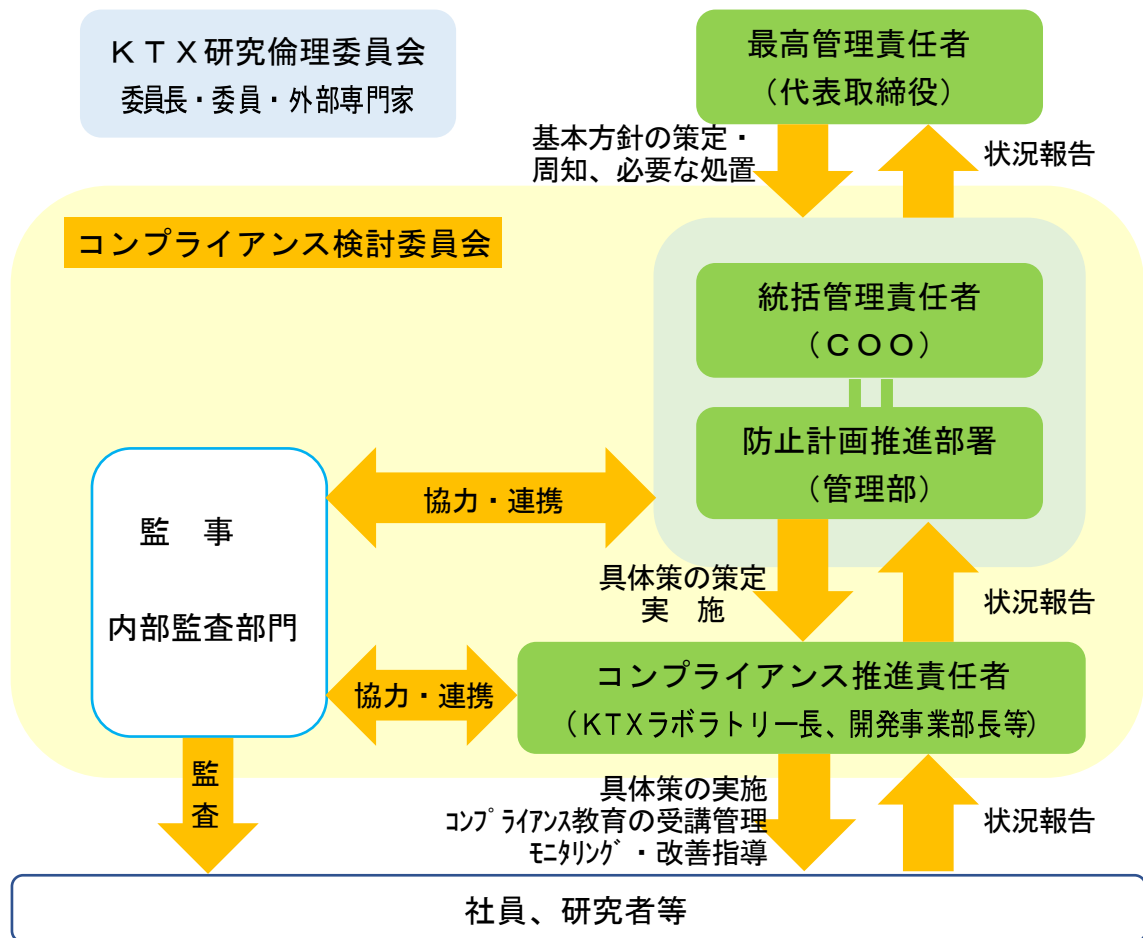 ＫＴＸ研究倫理委員会
委員長・委員・外部専門家
最高管理責任者
（代表取締役）
基本方針の策定・
周知、必要な処置
状況報告
コンプライアンス検討委員会
統括管理責任者
（ＣＯＯ）
防止計画推進部署
（管理部）
協力・連携
監　事
内部監査部門
具体策の策定
実　施
状況報告
コンプライアンス推進責任者
（KTXラボラトリー長、開発事業部長等）
協力・連携
監
査
具体策の実施
ｺﾝﾌﾟﾗｲｱﾝｽ教育の受講管理
ﾓﾆﾀﾘﾝｸﾞ・改善指導
状況報告
社員、研究者等